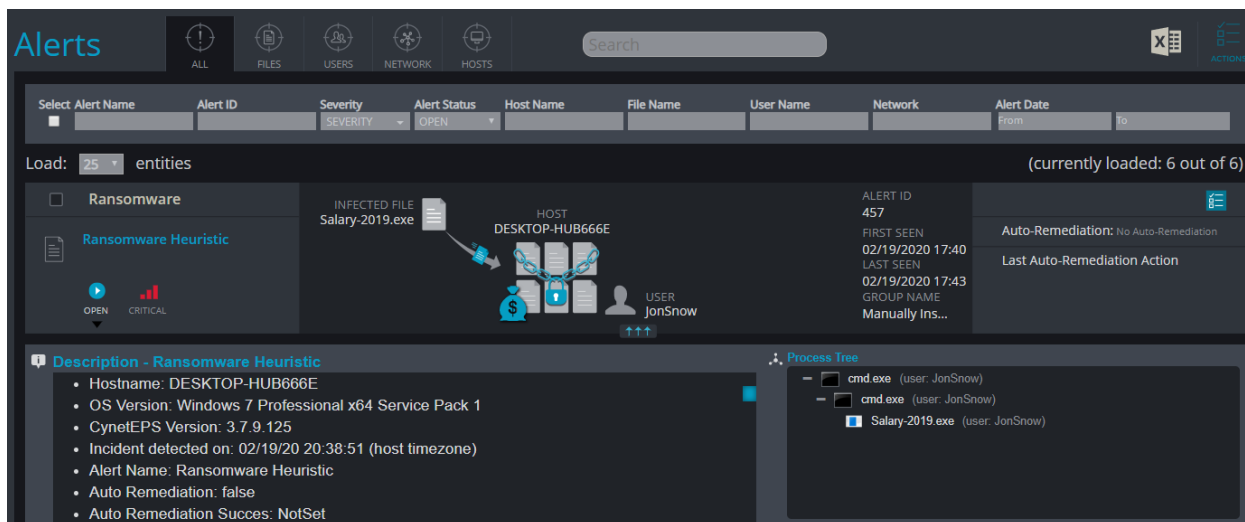 Alerts
ALL FILES USERS NETWORK HOSTS
Search
ACTIONS
Select Alert Name Alert ID Severity Alert Status Host Name File Name User Name Network Alert Date
SEVERITY OPEN From To
Load: 25 entities (currently loaded: 6 out of 6)
Ransomware
Ransomware Heuristic
OPEN CRITICAL
INFECTED FILE
Salary-2019.exe
HOST
DESKTOP-HUB666E
USER
JonSnow
ALERT ID
457
FIRST SEEN
02/19/2020 17:40
LAST SEEN
02/19/2020 17:43
GROUP NAME
Manually Ins...
Auto-Remediation: No Auto-Remediation
Last Auto-Remediation Action
Description - Ransomware Heuristic
• Hostname: DESKTOP-HUB666E
• OS Version: Windows 7 Professional x64 Service Pack 1
• CynetEPS Version: 3.7.9.125
• Incident detected on: 02/19/20 20:38:51 (host timezone)
• Alert Name: Ransomware Heuristic
• Auto Remediation: false
• Auto Remediation Succes: NotSet
Process Tree
cmd.exe (user: JonSnow)
cmd.exe (user: JonSnow)
Salary-2019.exe (user: JonSnow)